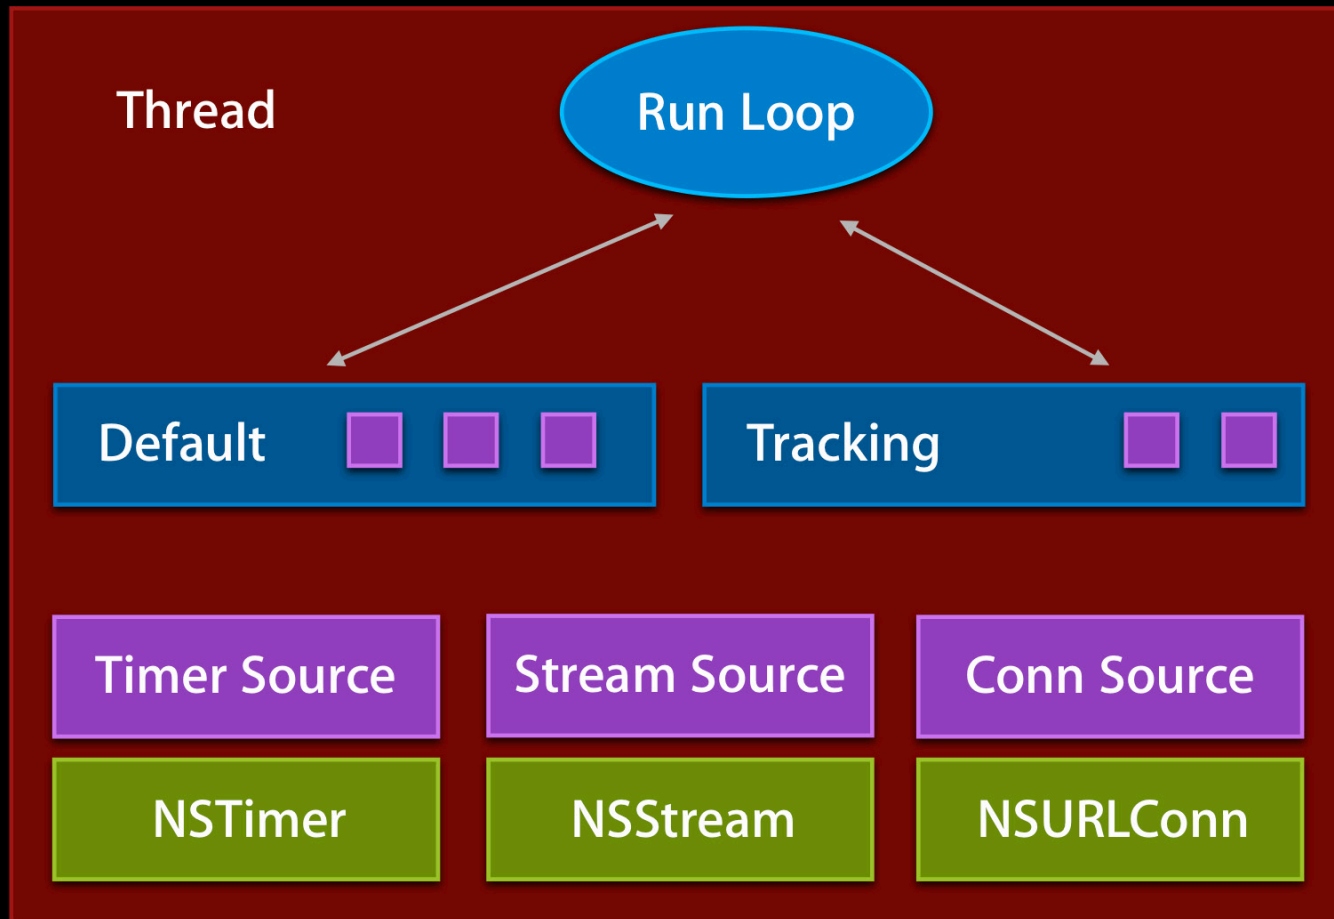 Thread
Run Loop
Default
Tracking
Timer Source
Stream Source
Conn Source
NSTimer
NSStream
NSURLConn